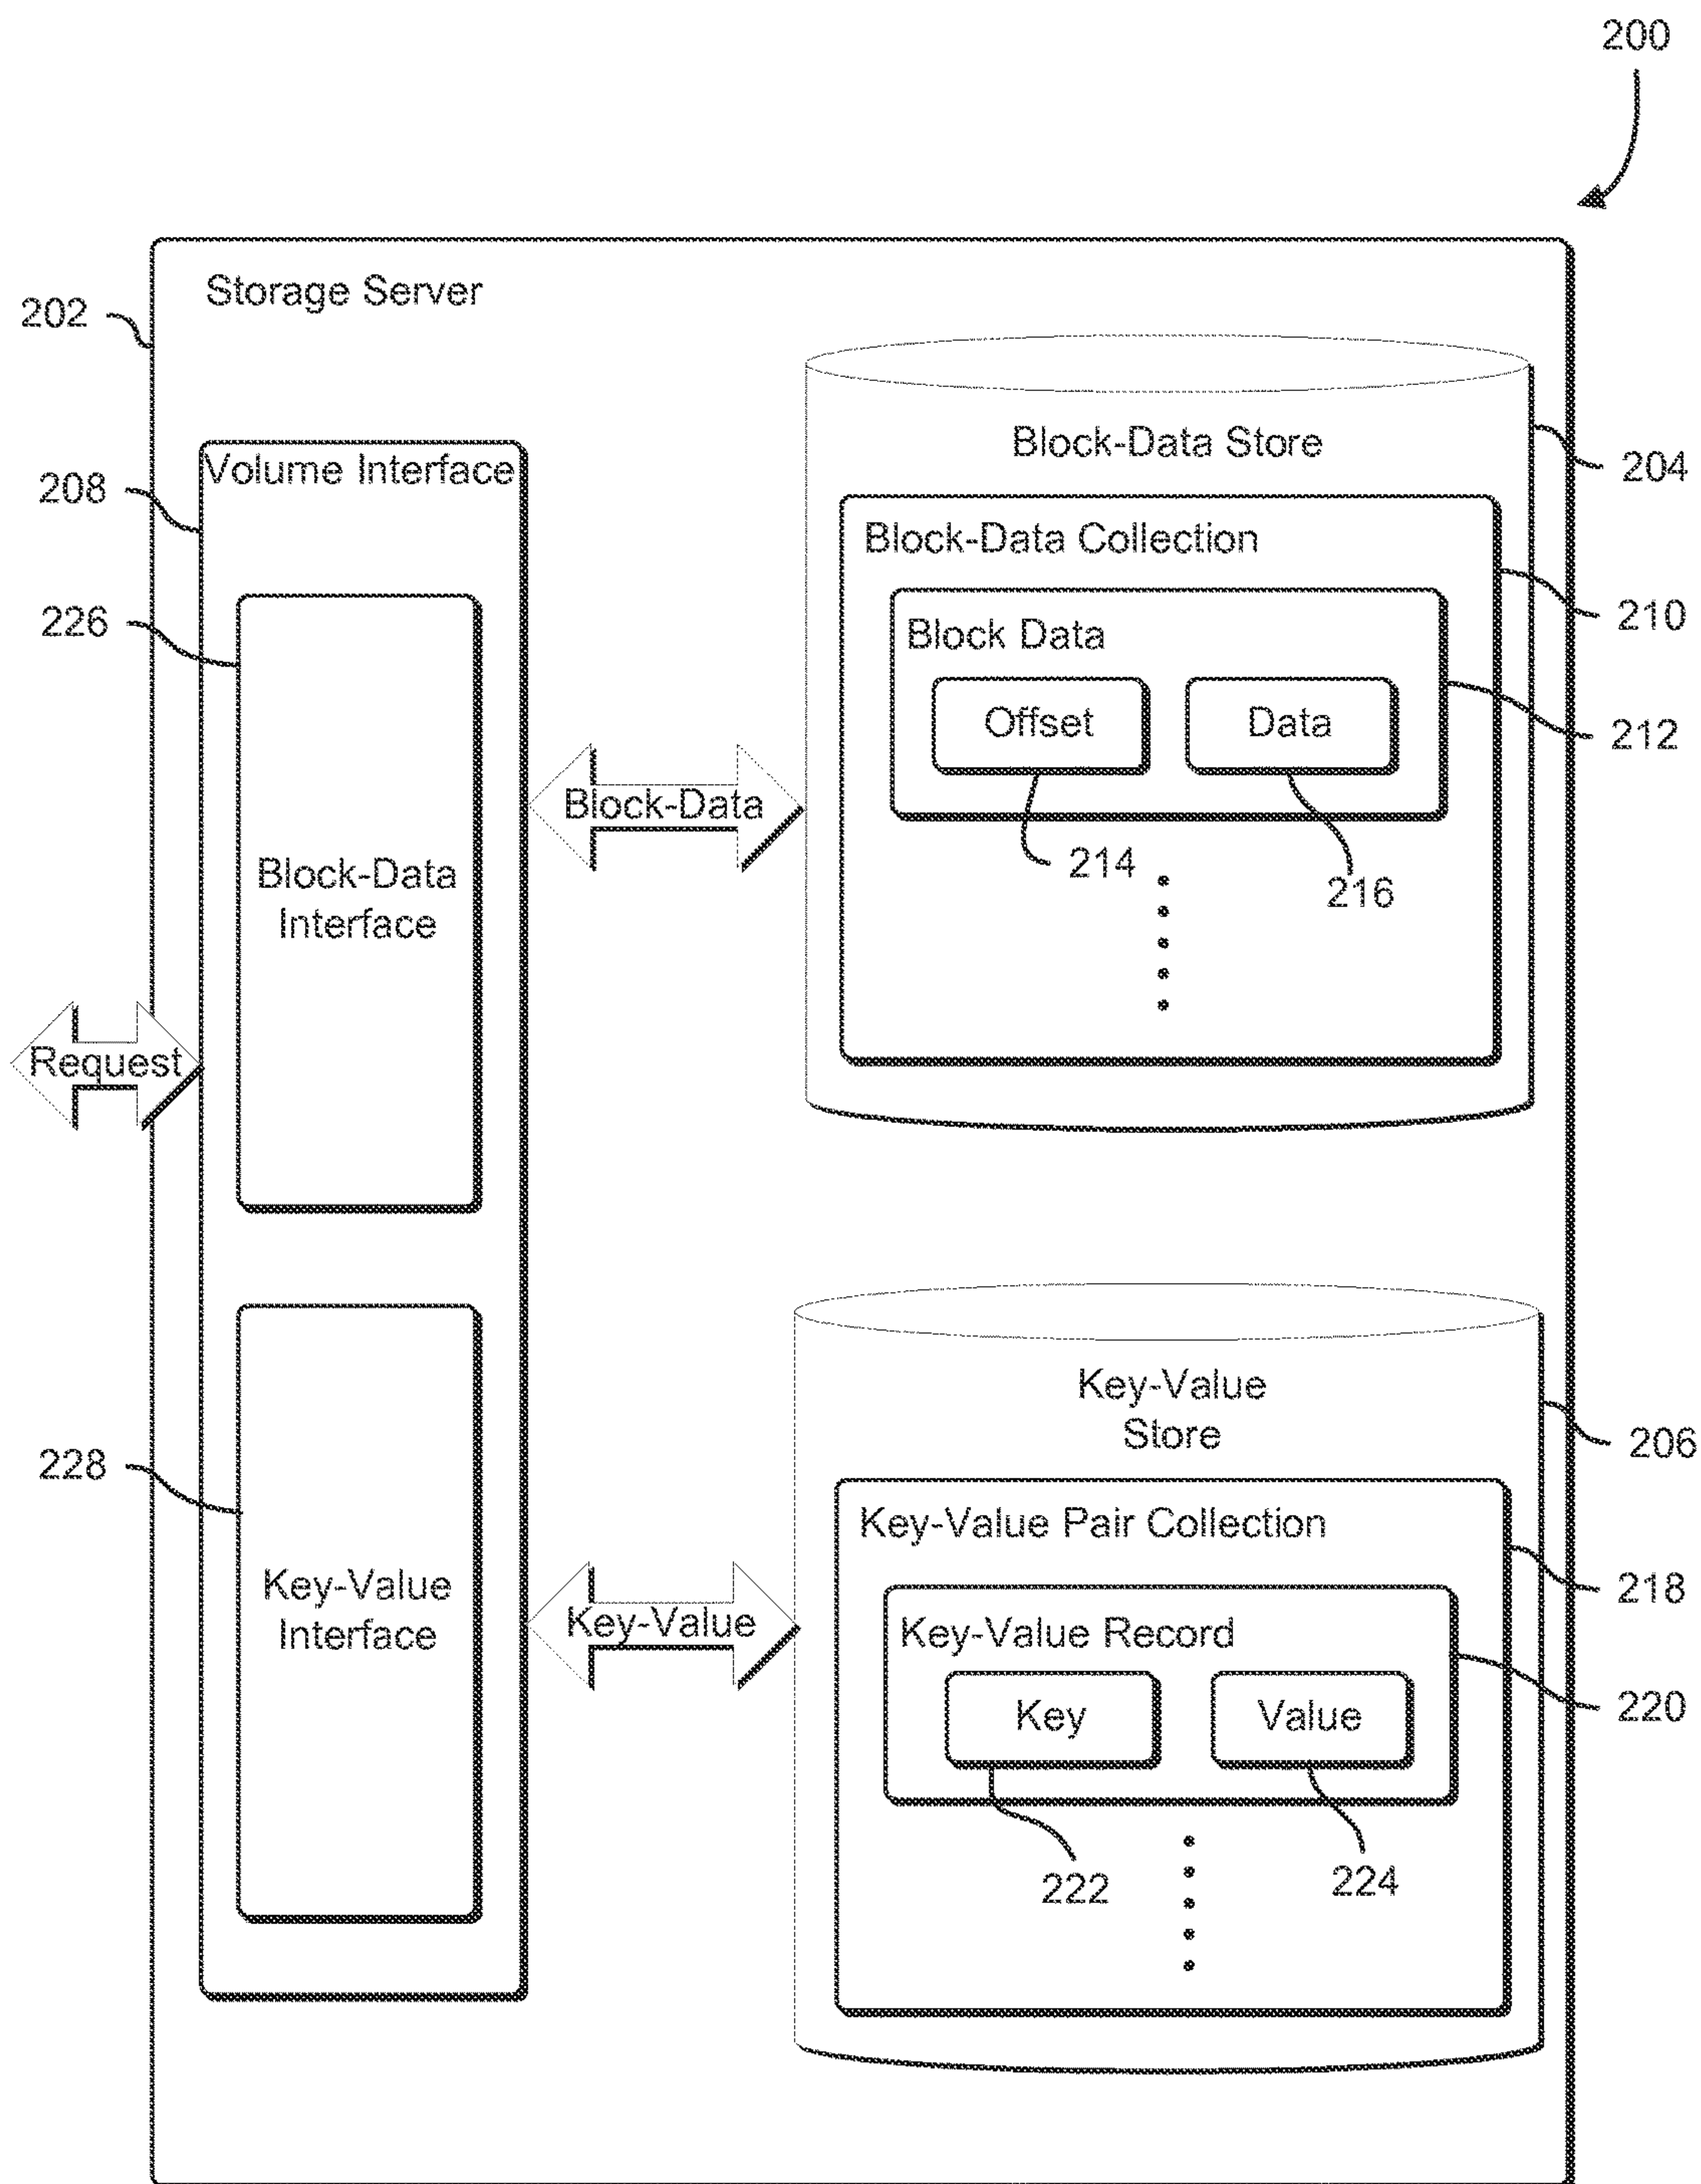 200
Storage Server
202
Block-Data Store
204
Volume Interface
208
Block-Data Collection
210
226
Block Data
Offset
Data
212
Block-Data
214
216
Block-Data
Interface
Request
Key-Value
Store
206
228
Key-Value Pair Collection
218
Key-Value
Interface
Key-Value
Key-Value Record
220
Key
Value
222
224